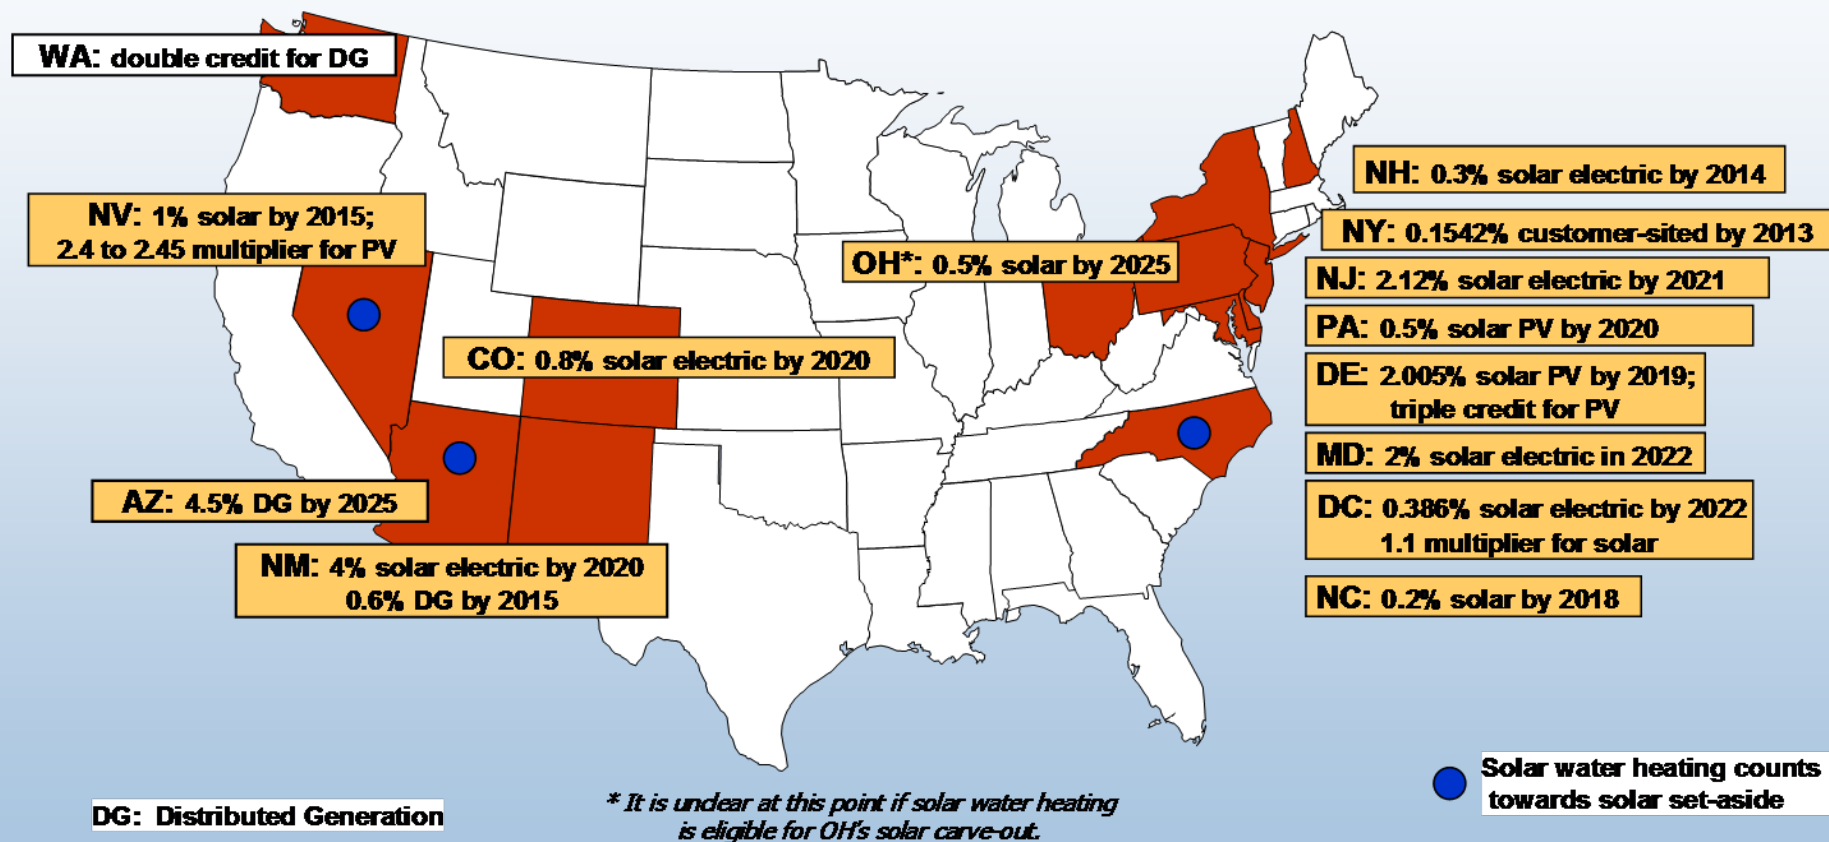 WA: double credit for DG
NV: 1% solar by 2015;
2.4 to 2.45 multiplier for PV
CO: 0.8% solar electric by 2020
AZ: 4.5% DG by 2025
NM: 4% solar electric by 2020
0.6% DG by 2015
OH*: 0.5% solar by 2025
NH: 0.3% solar electric by 2014
NY: 0.1542% customer-sited by 2013
NJ: 2.12% solar electric by 2021
PA: 0.5% solar PV by 2020
DE: 2.005% solar PV by 2019;
triple credit for PV
MD: 2% solar electric in 2022
DC: 0.386% solar electric by 2022
1.1 multiplier for solar
NC: 0.2% solar by 2018
Solar water heating counts
towards solar set-aside
DG: Distributed Generation
* It is unclear at this point if solar water heating
is eligible for OH's solar carve-out.